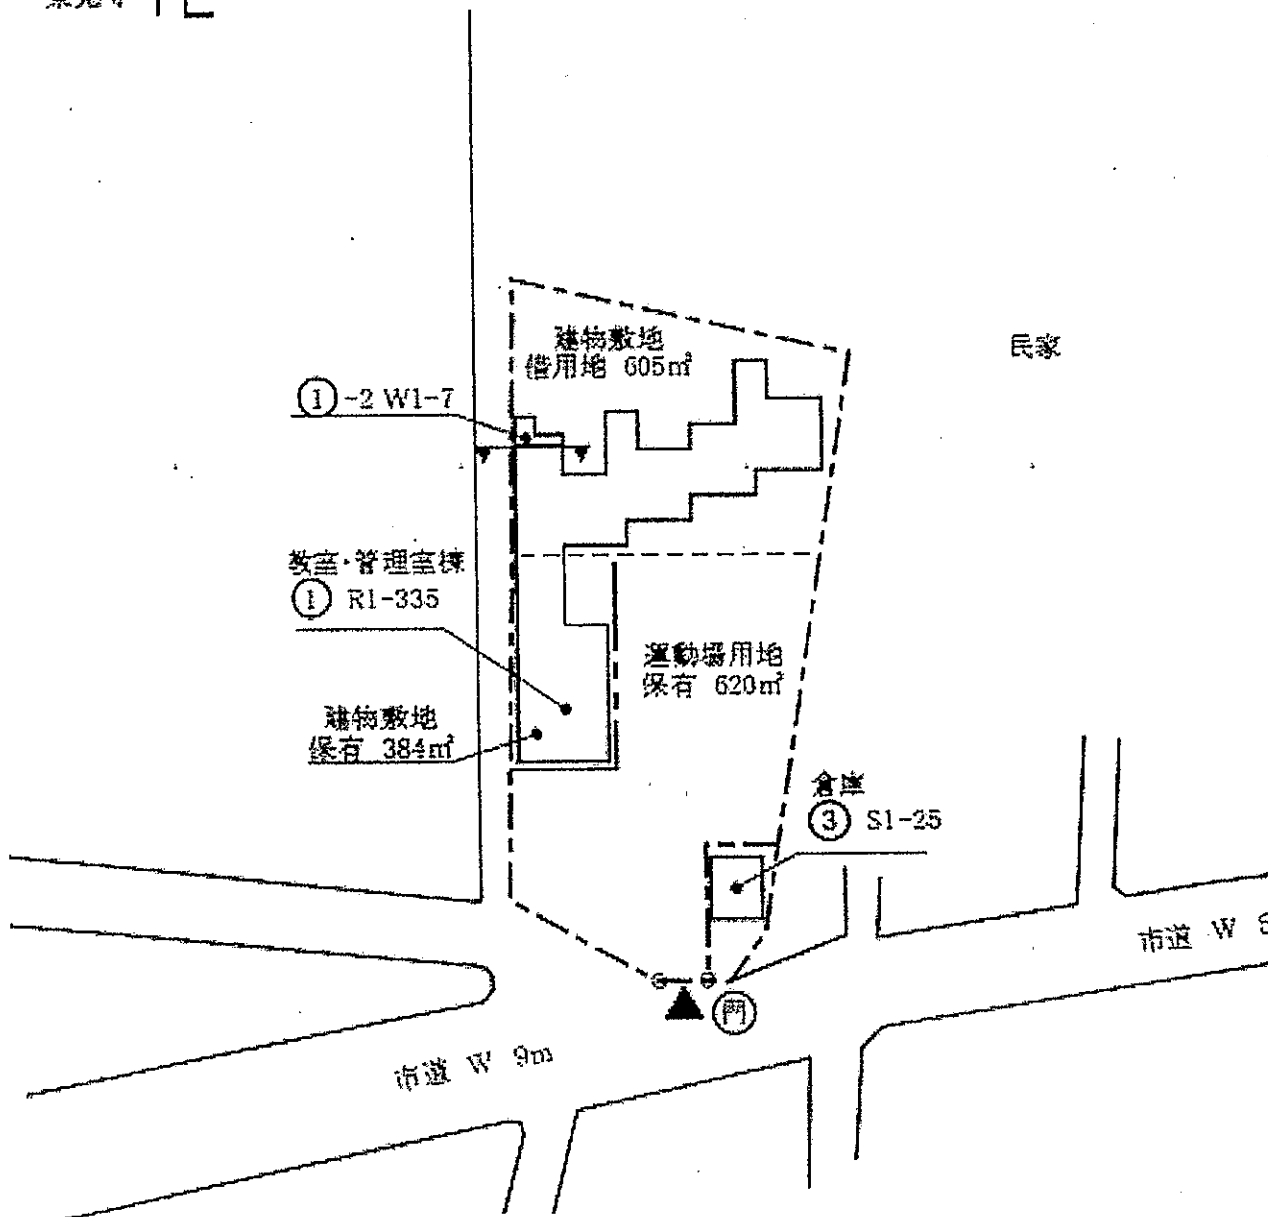 民家
建物敷地
借用地 605㎡
①-2 W1-7
教室・管理室棟
① R1-335
運動場用地
保有 620㎡
建物敷地
保有 384㎡
倉庫
③ S1-25
市道 W
門
市道 W 9m